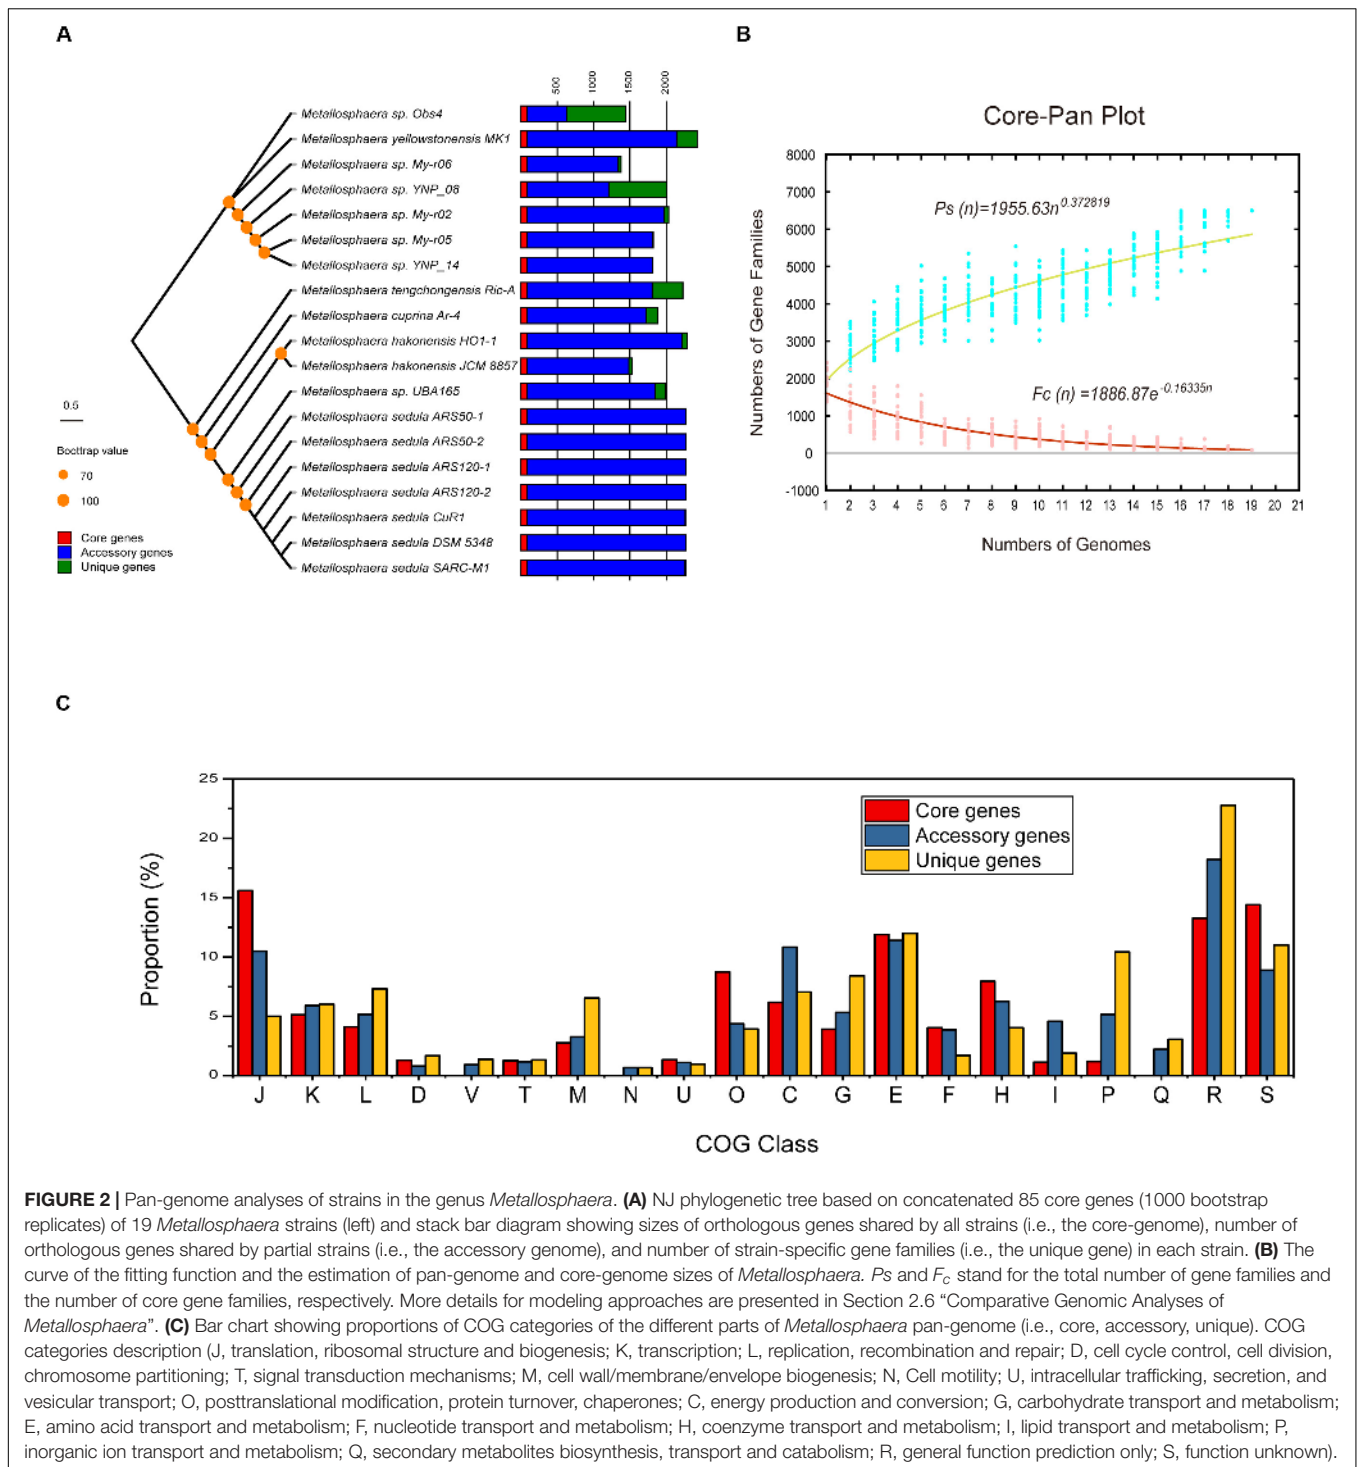 A
500 1000 1500 2000
Metallosphaera sp. Obs4
Metallosphaera yellowstonensis MK1
Metallosphaera sp. My-r06
Metallosphaera sp. YNP_08
Metallosphaera sp. My-r02
Metallosphaera sp. My-r05
Metallosphaera sp. YNP_14
Metallosphaera tengchongensis Ric-A
Metallosphaera cuprina Ar-4
Metallosphaera hakonensis HO1-1
Metallosphaera hakonensis JCM 8857
Metallosphaera sp. UBA165
Metallosphaera sedula ARS50-1
Metallosphaera sedula ARS50-2
Metallosphaera sedula ARS120-1
Metallosphaera sedula ARS120-2
Metallosphaera sedula CuR1
Metallosphaera sedula DSM 5348
Metallosphaera sedula SARC-M1
0.5
Boottrap value
70
100
Core genes
Accessory genes
Unique genes
B
Core-Pan Plot
8000
7000
6000
5000
4000
3000
2000
1000
0
-1000
Numbers of Gene Families
Ps (n)=1955.63n^0.372819
Fc (n) =1886.87e^-0.16335n
1 2 3 4 5 6 7 8 9 10 11 12 13 14 15 16 17 18 19 20 21
Numbers of Genomes
C
25
20
15
10
5
0
Proportion (%)
Core genes
Accessory genes
Unique genes
J K L D V T M N U O C G E F H I P Q R S
COG Class
FIGURE 2 | Pan-genome analyses of strains in the genus Metallosphaera. (A) NJ phylogenetic tree based on concatenated 85 core genes (1000 bootstrap
replicates) of 19 Metallosphaera strains (left) and stack bar diagram showing sizes of orthologous genes shared by all strains (i.e., the core-genome), number of
orthologous genes shared by partial strains (i.e., the accessory genome), and number of strain-specific gene families (i.e., the unique gene) in each strain. (B) The
curve of the fitting function and the estimation of pan-genome and core-genome sizes of Metallosphaera. Ps and Fc stand for the total number of gene families and
the number of core gene families, respectively. More details for modeling approaches are presented in Section 2.6 “Comparative Genomic Analyses of
Metallosphaera”. (C) Bar chart showing proportions of COG categories of the different parts of Metallosphaera pan-genome (i.e., core, accessory, unique). COG
categories description (J, translation, ribosomal structure and biogenesis; K, transcription; L, replication, recombination and repair; D, cell cycle control, cell division,
chromosome partitioning; T, signal transduction mechanisms; M, cell wall/membrane/envelope biogenesis; N, Cell motility; U, intracellular trafficking, secretion, and
vesicular transport; O, posttranslational modification, protein turnover, chaperones; C, energy production and conversion; G, carbohydrate transport and metabolism;
E, amino acid transport and metabolism; F, nucleotide transport and metabolism; H, coenzyme transport and metabolism; I, lipid transport and metabolism; P,
inorganic ion transport and metabolism; Q, secondary metabolites biosynthesis, transport and catabolism; R, general function prediction only; S, function unknown).